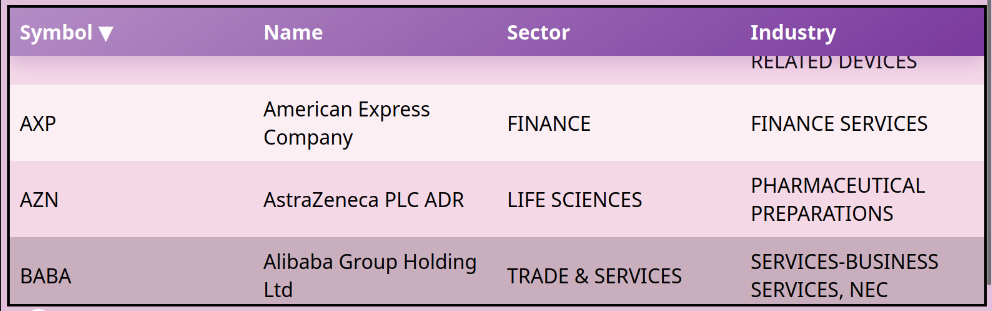 Symbol ▼ Name Sector Industry
RELATED DEVICES
AXP American Express Company FINANCE FINANCE SERVICES
AZN AstraZeneca PLC ADR LIFE SCIENCES PHARMACEUTICAL PREPARATIONS
BABA Alibaba Group Holding Ltd TRADE & SERVICES SERVICES-BUSINESS SERVICES, NEC